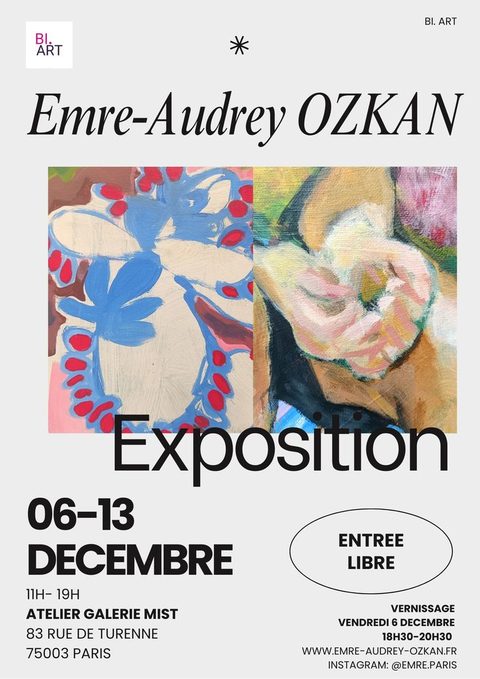 BI.
ART
BI. ART
Emre-Audrey OZKAN
Exposition
06-13
DECEMBRE
11H- 19H
ATELIER GALERIE MIST
83 RUE DE TURENNE
75003 PARIS
ENTREE
LIBRE
VERNISSAGE
VENDREDI 6 DECEMBRE
18H30-20H30
WWW.EMRE-AUDREY-OZKAN.FR
INSTAGRAM: @EMRE.PARIS